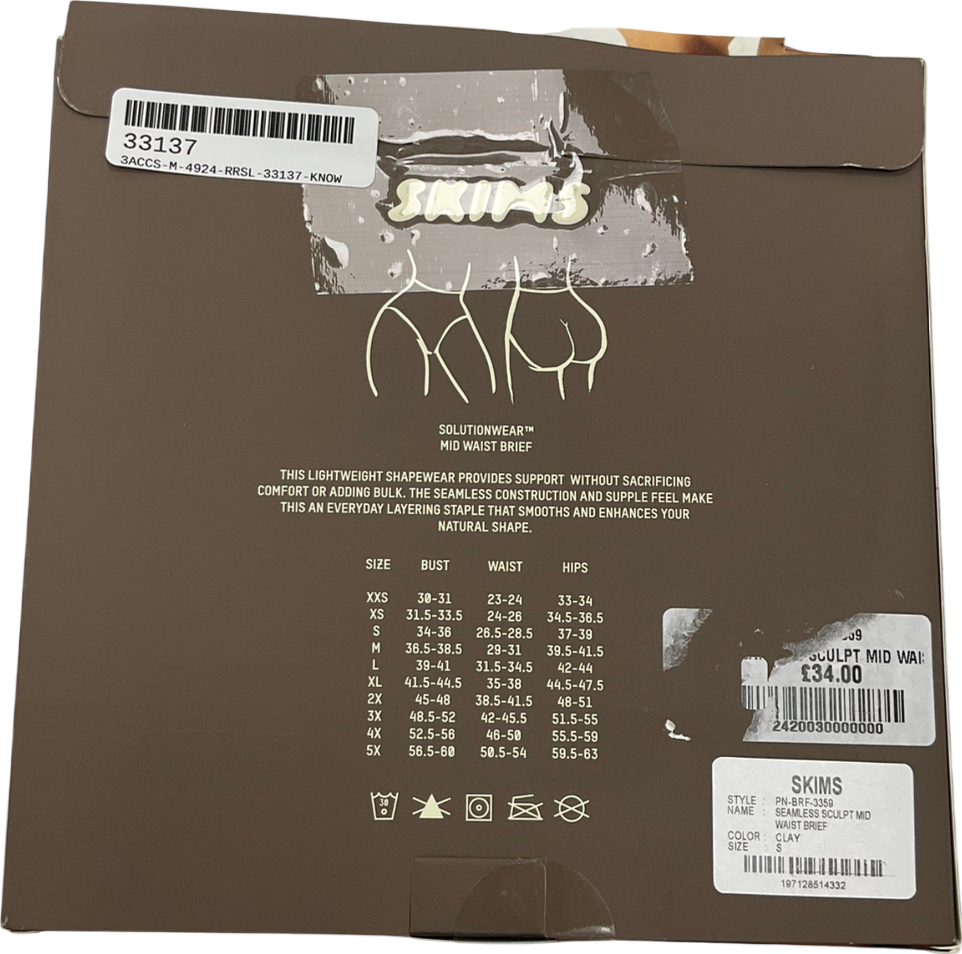 33137
3ACCS-M-4924-RRSL-33137-KNOW
SKIMS
SOLUTIONWEAR™
MID WAIST BRIEF
THIS LIGHTWEIGHT SHAPEWEAR PROVIDES SUPPORT WITHOUT SACRIFICING
COMFORT OR ADDING BULK. THE SEAMLESS CONSTRUCTION AND SUPPLE FEEL MAKE
THIS AN EVERYDAY LAYERING STAPLE THAT SMOOTHS AND ENHANCES YOUR
NATURAL SHAPE.
SIZE BUST WAIST HIPS
XXS 30-31 23-24 33-34
XS 31.5-33.5 24-26 34.5-36.5
S 34-36 26.5-28.5 37-39
M 36.5-38.5 29-31 39.5-41.5
L 39-41 31.5-34.5 42-44
XL 41.5-44.5 35-38 44.5-47.5
2X 45-48 38.5-41.5 48-51
3X 48.5-52 42-45.5 51.5-55
4X 52.5-56 46-50 55.5-59
5X 56.5-60 50.5-54 59.5-63
30
SCULPT MID WAI
£34.00
2420030000000
SKIMS
STYLE : PN-BRF-3359
NAME : SEAMLESS SCULPT MID
WAIST BRIEF
COLOR : CLAY
SIZE : S
197128514332